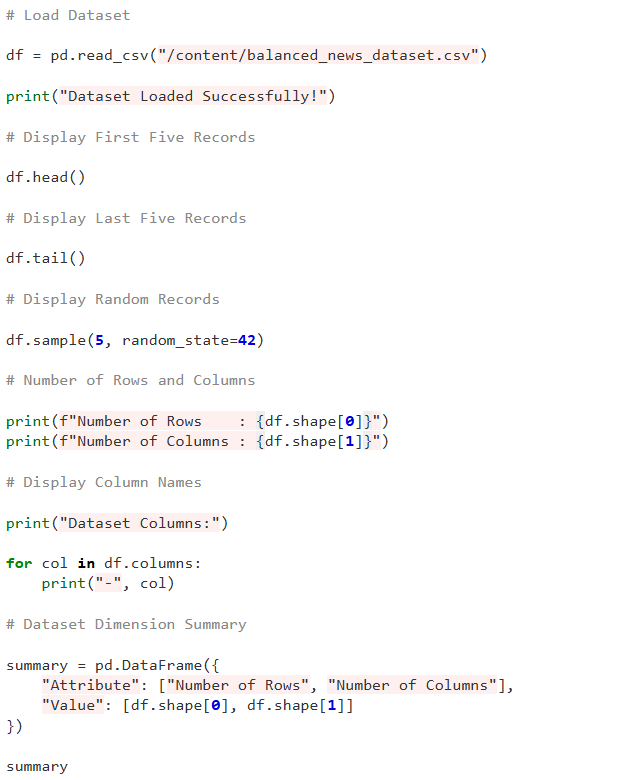 # Load Dataset
df = pd.read_csv("/content/balanced_news_dataset.csv")
print("Dataset Loaded Successfully!")
# Display First Five Records
df.head()
# Display Last Five Records
df.tail()
# Display Random Records
df.sample(5, random_state=42)
# Number of Rows and Columns
print(f"Number of Rows    : {df.shape[0]}")
print(f"Number of Columns : {df.shape[1]}")
# Display Column Names
print("Dataset Columns:")
for col in df.columns:
    print("-", col)
# Dataset Dimension Summary
summary = pd.DataFrame({
    "Attribute": ["Number of Rows", "Number of Columns"],
    "Value": [df.shape[0], df.shape[1]]
})
summary